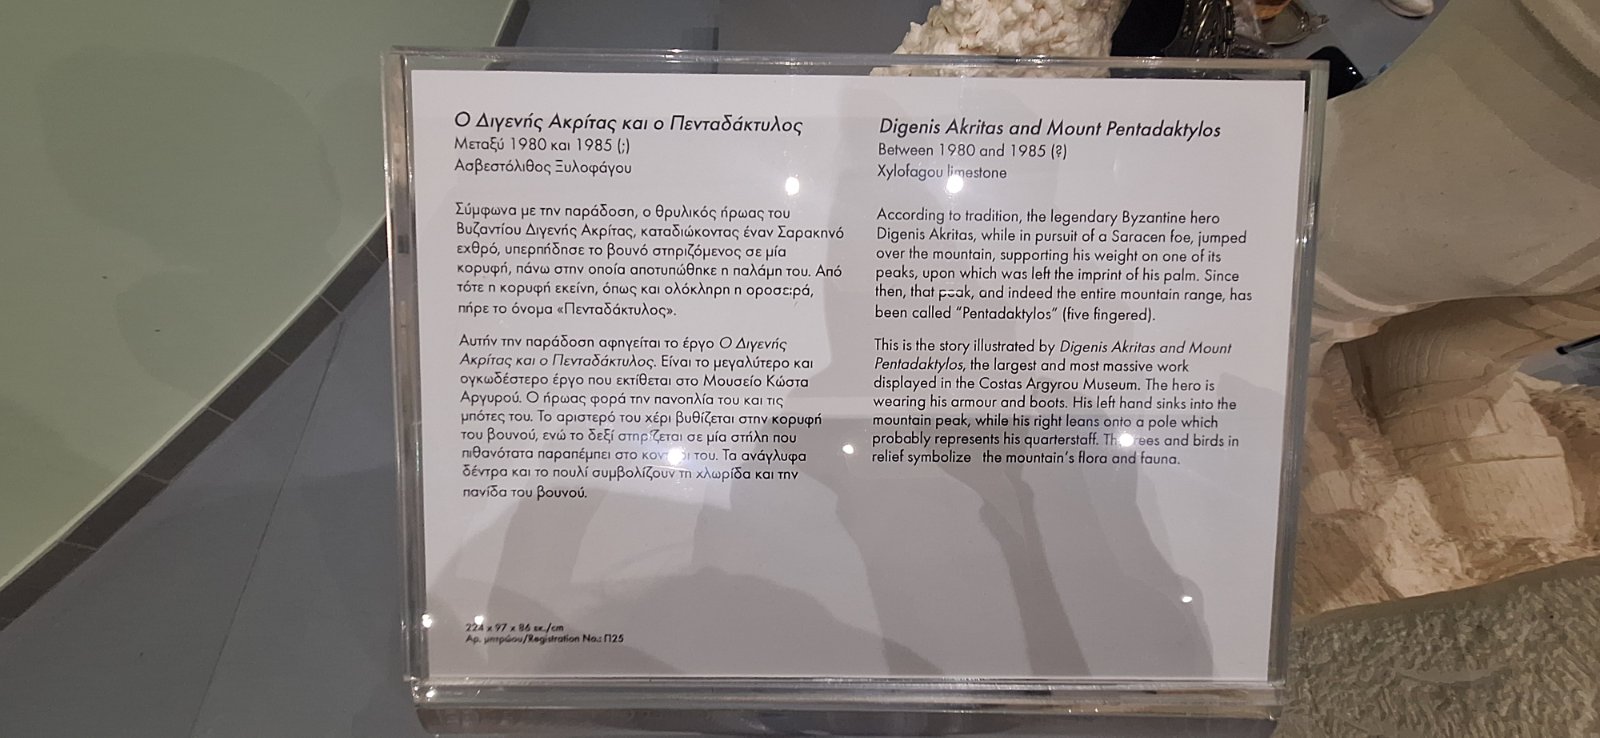 Ο Διγενής Ακρίτας και ο Πενταδάκτυλος
Μεταξύ 1980 και 1985 (;)
Ασβεστόλιθος Ξυλοφάγου
Σύμφωνα με την παράδοση, ο θρυλικός ήρωας του
Βυζαντίου Διγενής Ακρίτας, καταδιώκοντας έναν Σαρακηνό
εχθρό, υπερπήδησε το βουνό στηριζόμενος σε μία
κορυφή, πάνω στην οποία αποτυπώθηκε η παλάμη του. Από
τότε η κορυφή εκείνη, όπως και ολόκληρη η οροσειρά,
πήρε το όνομα «Πενταδάκτυλος».
Αυτήν την παράδοση αφηγείται το έργο Ο Διγενής
Ακρίτας και ο Πενταδάκτυλος. Είναι το μεγαλύτερο και
ογκωδέστερο έργο που εκτίθεται στο Μουσείο Κώστα
Αργυρού. Ο ήρωας φορά την πανοπλία του και τις
μπότες του. Το αριστερό του χέρι βυθίζεται στην κορυφή
του βουνού, ενώ το δεξί στηρίζεται σε μία στήλη που
πιθανότατα παραπέμπει στο του. Τα ανάγλυφα
δέντρα και το πουλί συμβολίζουν τη χλωρίδα και την
πανίδα του βουνού.
224 x 97 x 86 εκ./cm
Αρ. μητρώου/Registration No.: Π25
Digenis Akritas and Mount Pentadaktylos
Between 1980 and 1985 (?)
Xylofagou limestone
According to tradition, the legendary Byzantine hero
Digenis Akritas, while in pursuit of a Saracen foe, jumped
over the mountain, supporting his weight on one of its
peaks, upon which was left the imprint of his palm. Since
then, that peak, and indeed the entire mountain range, has
been called "Pentadaktylos" (five fingered).
This is the story illustrated by Digenis Akritas and Mount
Pentadaktylos, the largest and most massive work
displayed in the Costas Argyrou Museum. The hero is
wearing his armour and boots. His left hand sinks into the
mountain peak, while his right leans onto a pole which
probably represents his quarterstaff. and birds in
relief symbolize the mountain's flora and fauna.